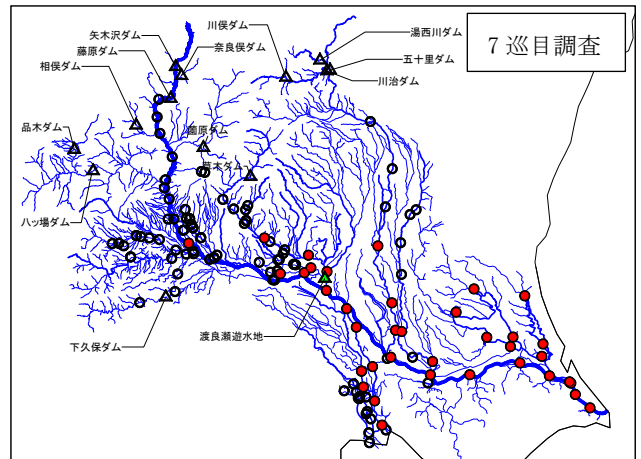 7巡目調査
矢木沢ダム
藤原ダム
相俣ダム
奈良俣ダム
川俣ダム
湯西川ダム
五十里ダム
川治ダム
品木ダム
薗原ダム
草木ダム
八ッ場ダム
渡良瀬遊水地
下久保ダム